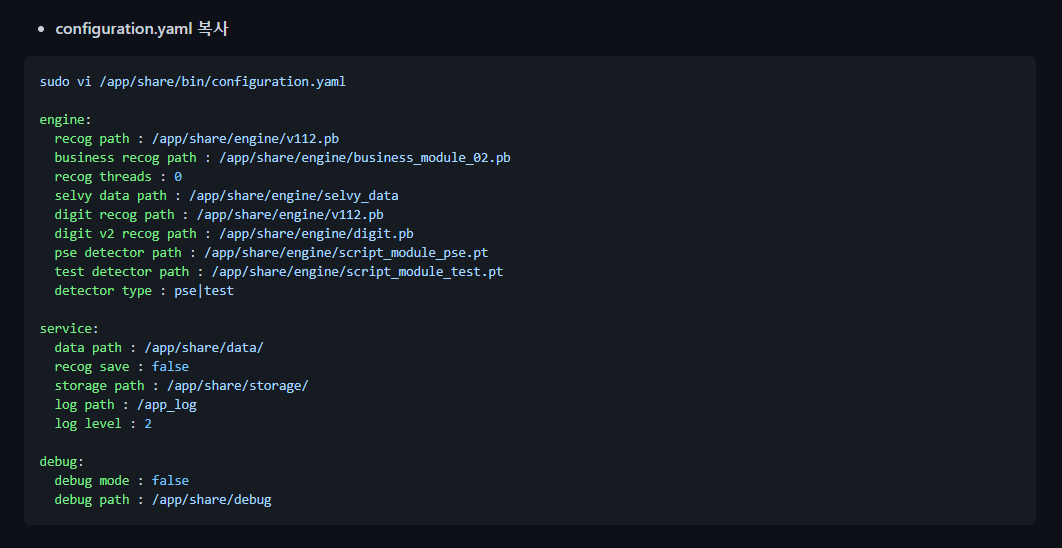 • configuration.yaml 복사
sudo vi /app/share/bin/configuration.yaml
engine:
  recog path : /app/share/engine/v112.pb
  business recog path : /app/share/engine/business_module_02.pb
  recog threads : 0
  selvy data path : /app/share/engine/selvy_data
  digit recog path : /app/share/engine/v112.pb
  digit v2 recog path : /app/share/engine/digit.pb
  pse detector path : /app/share/engine/script_module_pse.pt
  test detector path : /app/share/engine/script_module_test.pt
  detector type : pse|test
service:
  data path : /app/share/data/
  recog save : false
  storage path : /app/share/storage/
  log path : /app_log
  log level : 2
debug:
  debug mode : false
  debug path : /app/share/debug